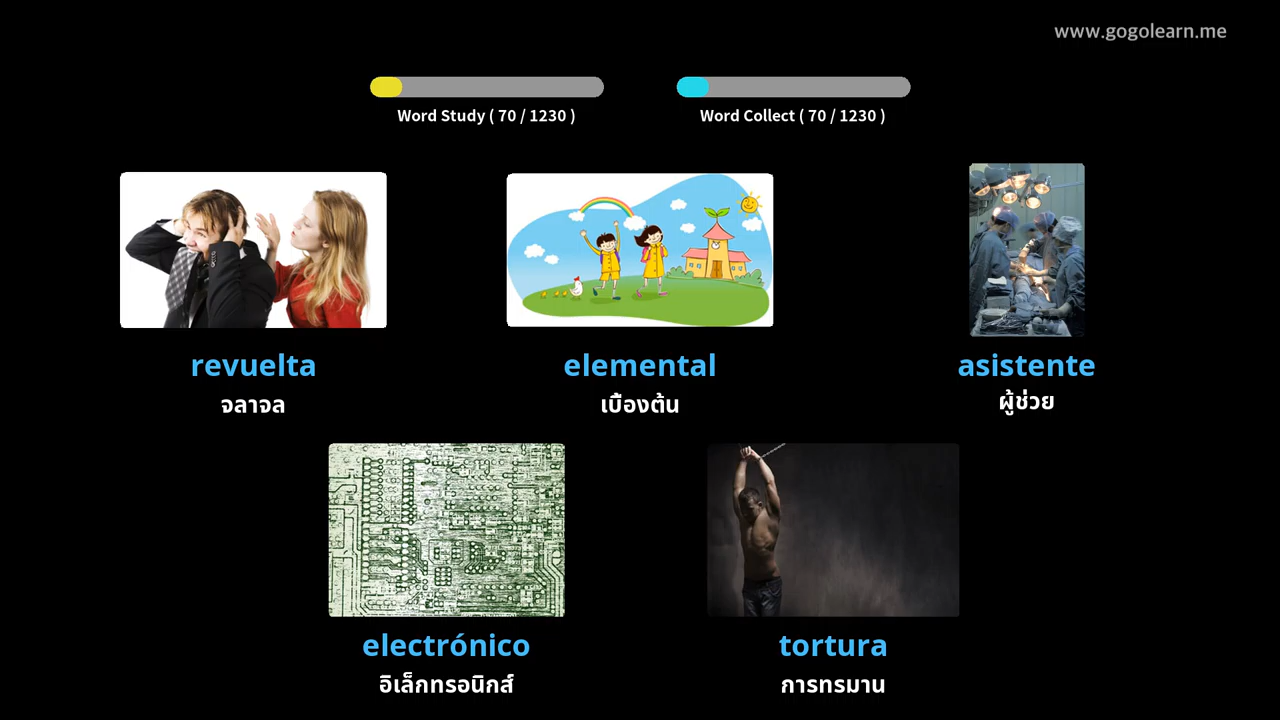 www.gogolearn.me
Word Study ( 70 / 1230 )
Word Collect ( 70 / 1230 )
revuelta
จลาจล
elemental
เบื้องต้น
asistente
ผู้ช่วย
electrónico
อิเล็กทรอนิกส์
tortura
การทรมาน